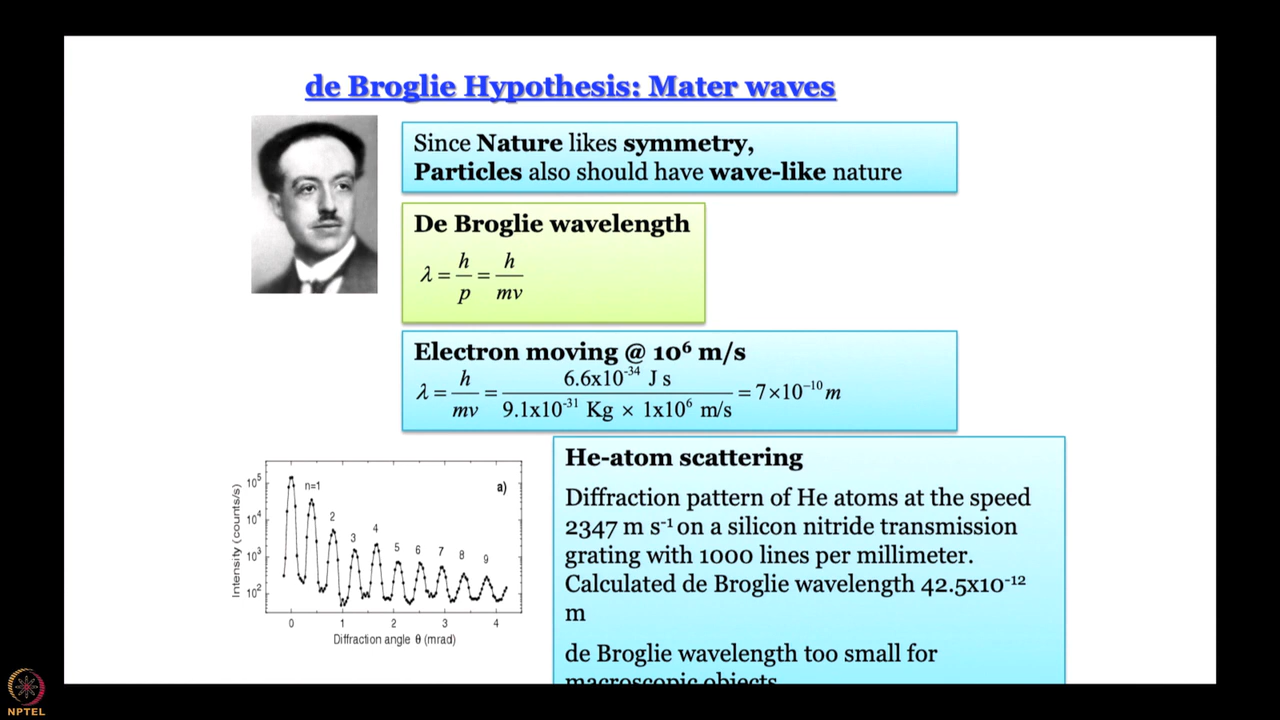 de Broglie Hypothesis: Mater waves
Since Nature likes symmetry,
Particles also should have wave-like nature
De Broglie wavelength
λ = h/p = h/mv
Electron moving @ 10⁶ m/s
λ = h/mv = 6.6x10⁻³⁴ J s / 9.1x10⁻³¹ Kg × 1x10⁶ m/s = 7×10⁻¹⁰ m
He-atom scattering
Diffraction pattern of He atoms at the speed
2347 m s⁻¹ on a silicon nitride transmission
grating with 1000 lines per millimeter.
Calculated de Broglie wavelength 42.5x10⁻¹²
m
de Broglie wavelength too small for
macroscopic objects
Intensity (counts/s)
10⁵
10⁴
10³
10²
n=1
2
3
4
5
6
7
8
9
a)
0 1 2 3 4
Diffraction angle θ (mrad)
NPTEL